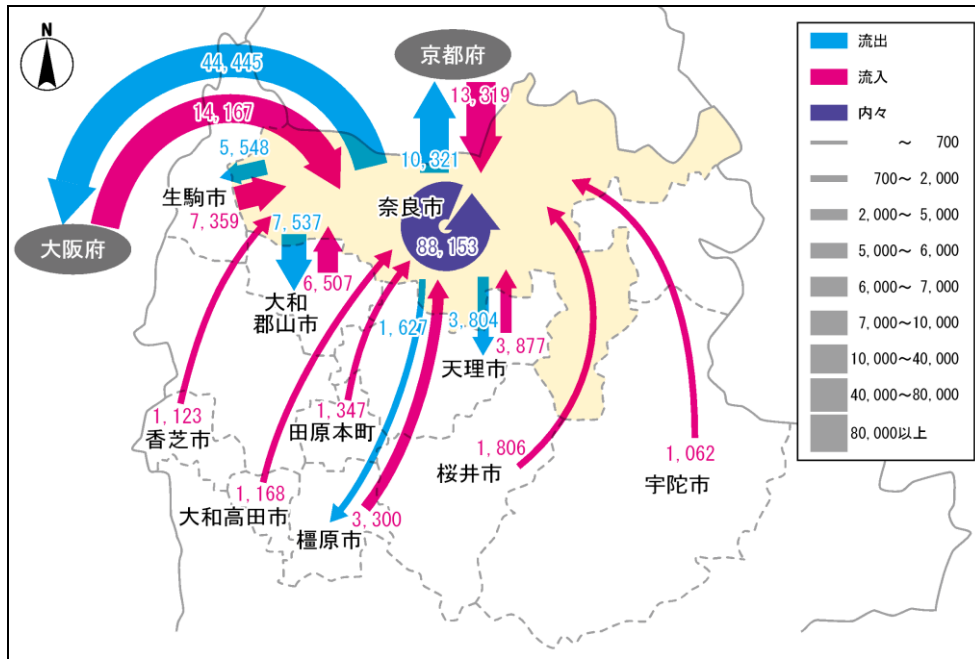 N
44,445
14,167
京都府
13,319
10,321
5,548
生駒市
7,359
奈良市
88,153
大阪府
7,537
6,507
大和
郡山市
1,627
3,804
3,877
天理市
1,123
香芝市
1,347
田原本町
1,168
大和高田市
3,300
橿原市
1,806
桜井市
1,062
宇陀市
流出
流入
内々
～ 700
700～ 2,000
2,000～ 5,000
5,000～ 6,000
6,000～ 7,000
7,000～10,000
10,000～40,000
40,000～80,000
80,000以上